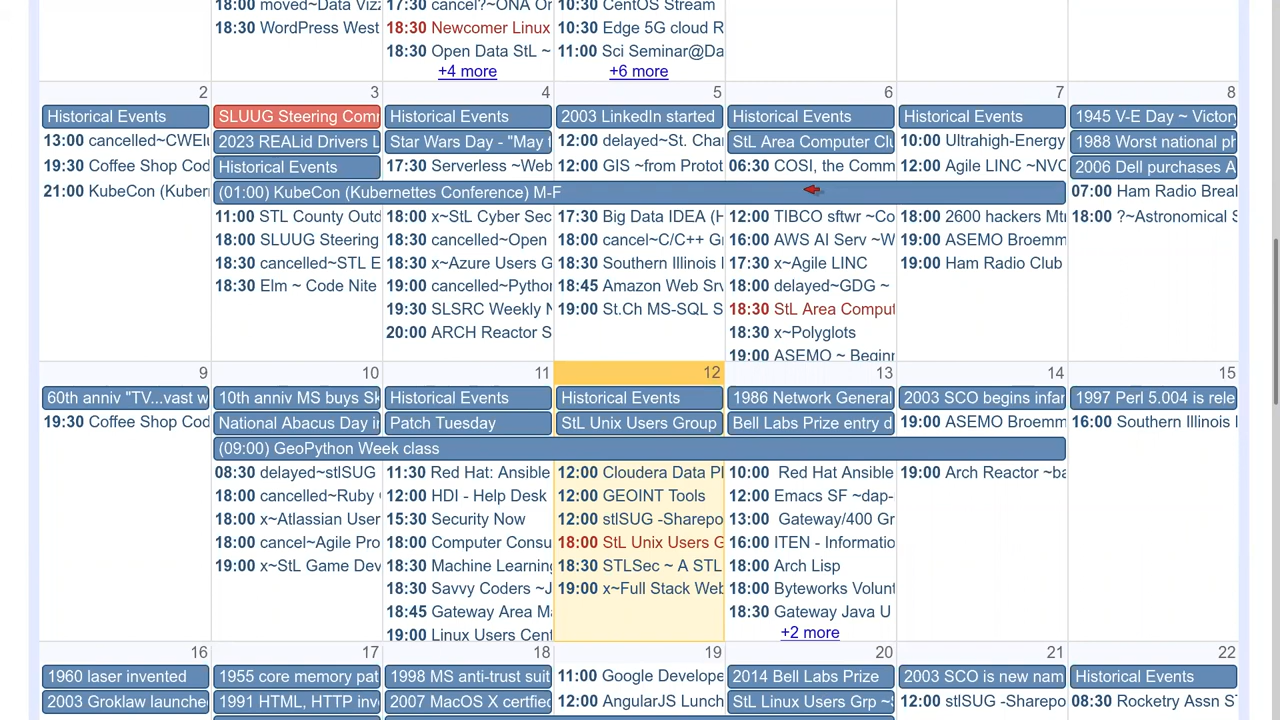 18:00 moved~Data Vizz
18:30 WordPress West
17:30 cancel?~ONA Or
18:30 Newcomer Linux
18:30 Open Data StL ~
+4 more
10:30 CentOS Stream
10:30 Edge 5G cloud R
11:00 Sci Seminar@Da
+6 more
2
Historical Events
13:00 cancelled~CWEl
19:30 Coffee Shop Cod
21:00 KubeCon (Kuber
3
SLUUG Steering Com
2023 REALid Drivers L
Historical Events
(01:00) KubeCon (Kubernettes Conference) M-F
11:00 STL County Outd
18:00 SLUUG Steering
18:30 cancelled~STL E
18:30 Elm ~ Code Nite
4
Historical Events
Star Wars Day - "May t
17:30 Serverless ~Web
18:00 x~StL Cyber Sec
18:30 cancelled~Open
18:30 x~Azure Users G
19:00 cancelled~Pytho
19:30 SLSRC Weekly N
20:00 ARCH Reactor S
5
2003 LinkedIn started
12:00 delayed~St. Cha
12:00 GIS ~from Protot
17:30 Big Data IDEA (H
18:00 cancel~C/C++ G
18:30 Southern Illinois
18:45 Amazon Web Srv
19:00 St.Ch MS-SQL S
6
Historical Events
StL Area Computer Clu
06:30 COSI, the Comm
12:00 TIBCO sftwr ~Co
16:00 AWS AI Serv ~W
17:30 x~Agile LINC
18:00 delayed~GDG ~
18:30 StL Area Comput
18:30 x~Polyglots
19:00 ASEMO ~ Beginn
7
Historical Events
10:00 Ultrahigh-Energy
12:00 Agile LINC ~NVC
18:00 2600 hackers Mtn
19:00 ASEMO Broemm
19:00 Ham Radio Club
8
1945 V-E Day ~ Victory
1988 Worst national ph
2006 Dell purchases A
07:00 Ham Radio Brea
18:00 ?~Astronomical S
9
60th anniv "TV...vast w
19:30 Coffee Shop Cod
10
10th anniv MS buys Sk
National Abacus Day i
(09:00) GeoPython Week class
08:30 delayed~stlSUG
18:00 cancelled~Ruby
18:00 x~Atlassian User
18:00 cancel~Agile Pro
19:00 x~StL Game Dev
11
Historical Events
Patch Tuesday
11:30 Red Hat: Ansible
12:00 HDI - Help Desk
15:30 Security Now
18:00 Computer Consu
18:30 Machine Learning
18:30 Savvy Coders ~J
18:45 Gateway Area Ma
19:00 Linux Users Cent
12
Historical Events
StL Unix Users Group
12:00 Cloudera Data Pl
12:00 GEOINT Tools
12:00 stlSUG -Sharepo
18:00 StL Unix Users G
18:30 STLSec ~ A STL
19:00 x~Full Stack Web
13
1986 Network General
Bell Labs Prize entry d
10:00 Red Hat Ansible
12:00 Emacs SF ~dap-
13:00 Gateway/400 Gr
16:00 ITEN - Informatio
18:00 Arch Lisp
18:00 Byteworks Volunt
18:30 Gateway Java U
+2 more
14
2003 SCO begins infam
19:00 ASEMO Broemm
19:00 Arch Reactor ~ba
15
1997 Perl 5.004 is rele
16:00 Southern Illinois I
16
1960 laser invented
2003 Groklaw launche
17
1955 core memory pat
1991 HTML, HTTP inv
18
1998 MS anti-trust suit
2007 MacOS X certfied
19
11:00 Google Develope
12:00 AngularJS Lunch
20
2014 Bell Labs Prize
StL Linux Users Grp ~S
21
2003 SCO is new nam
12:00 stlSUG -Sharepo
22
Historical Events
08:30 Rocketry Assn S